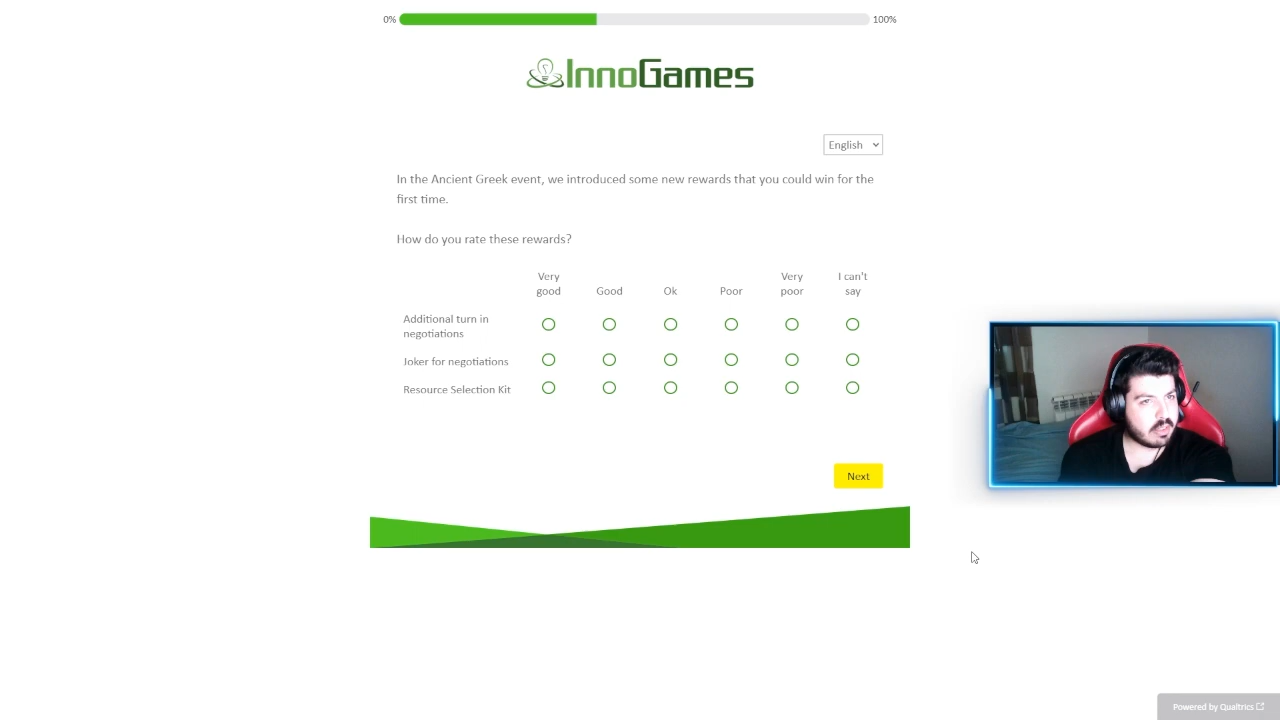 0%
100%
InnoGames
English
In the Ancient Greek event, we introduced some new rewards that you could win for the
first time.
How do you rate these rewards?
Very good
Good
Ok
Poor
Very poor
I can't say
Additional turn in
negotiations
Joker for negotiations
Resource Selection Kit
Next
Powered by Qualtrics